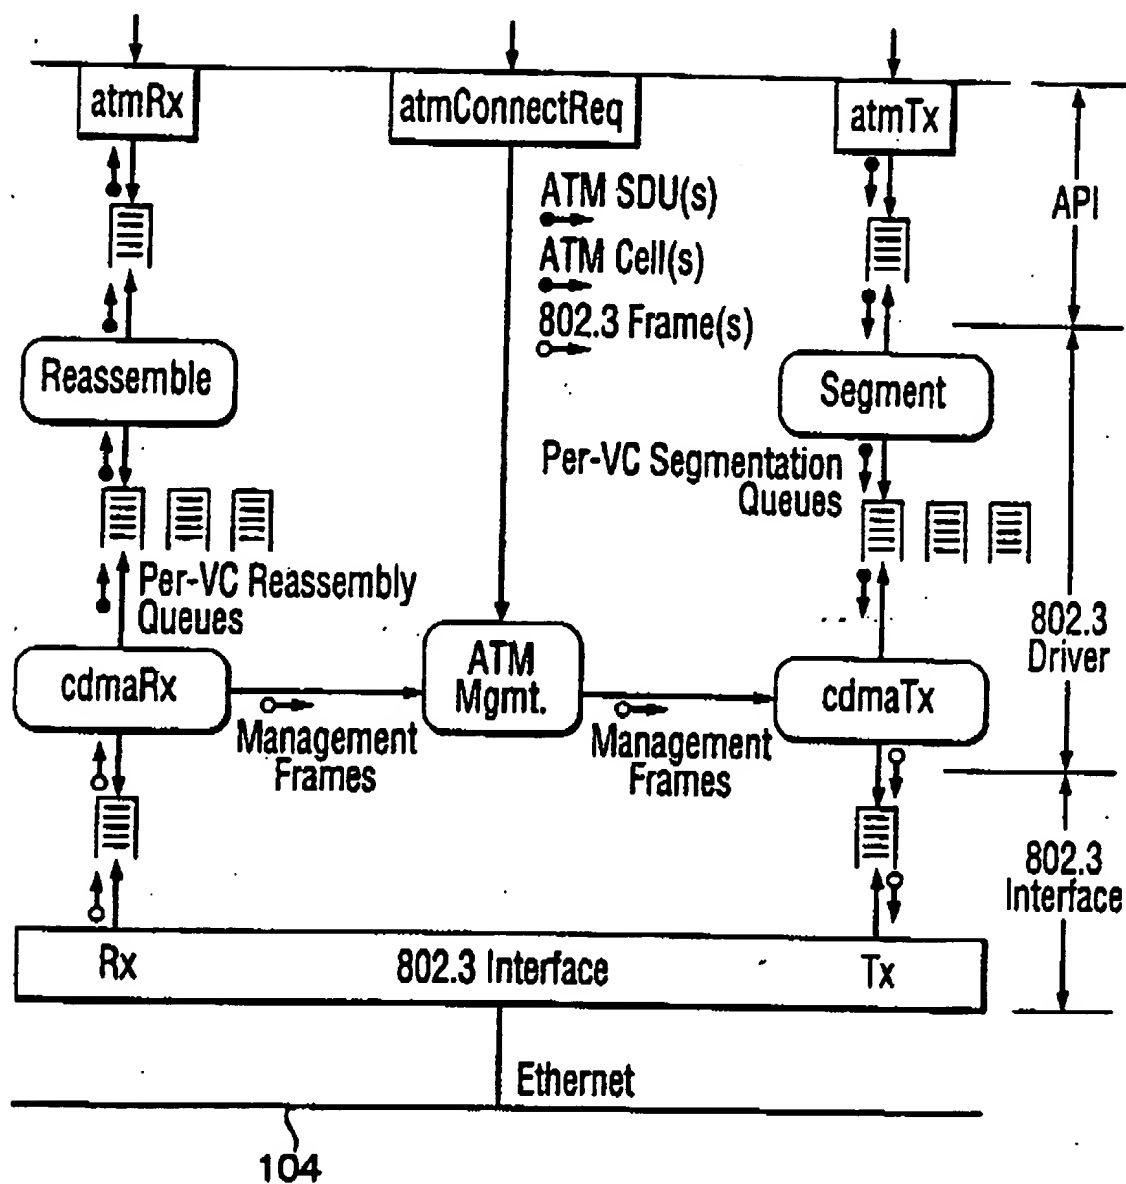 atmRx
atmConnectReq
atmTx
ATM SDU(s)
ATM Cell(s)
802.3 Frame(s)
API
Reassemble
Segment
Per-VC Segmentation
Queues
Per-VC Reassembly
Queues
802.3
Driver
cdmaRx
ATM
Mgmt.
cdmaTx
Management
Frames
Management
Frames
802.3
Interface
Rx
802.3 Interface
Tx
Ethernet
104